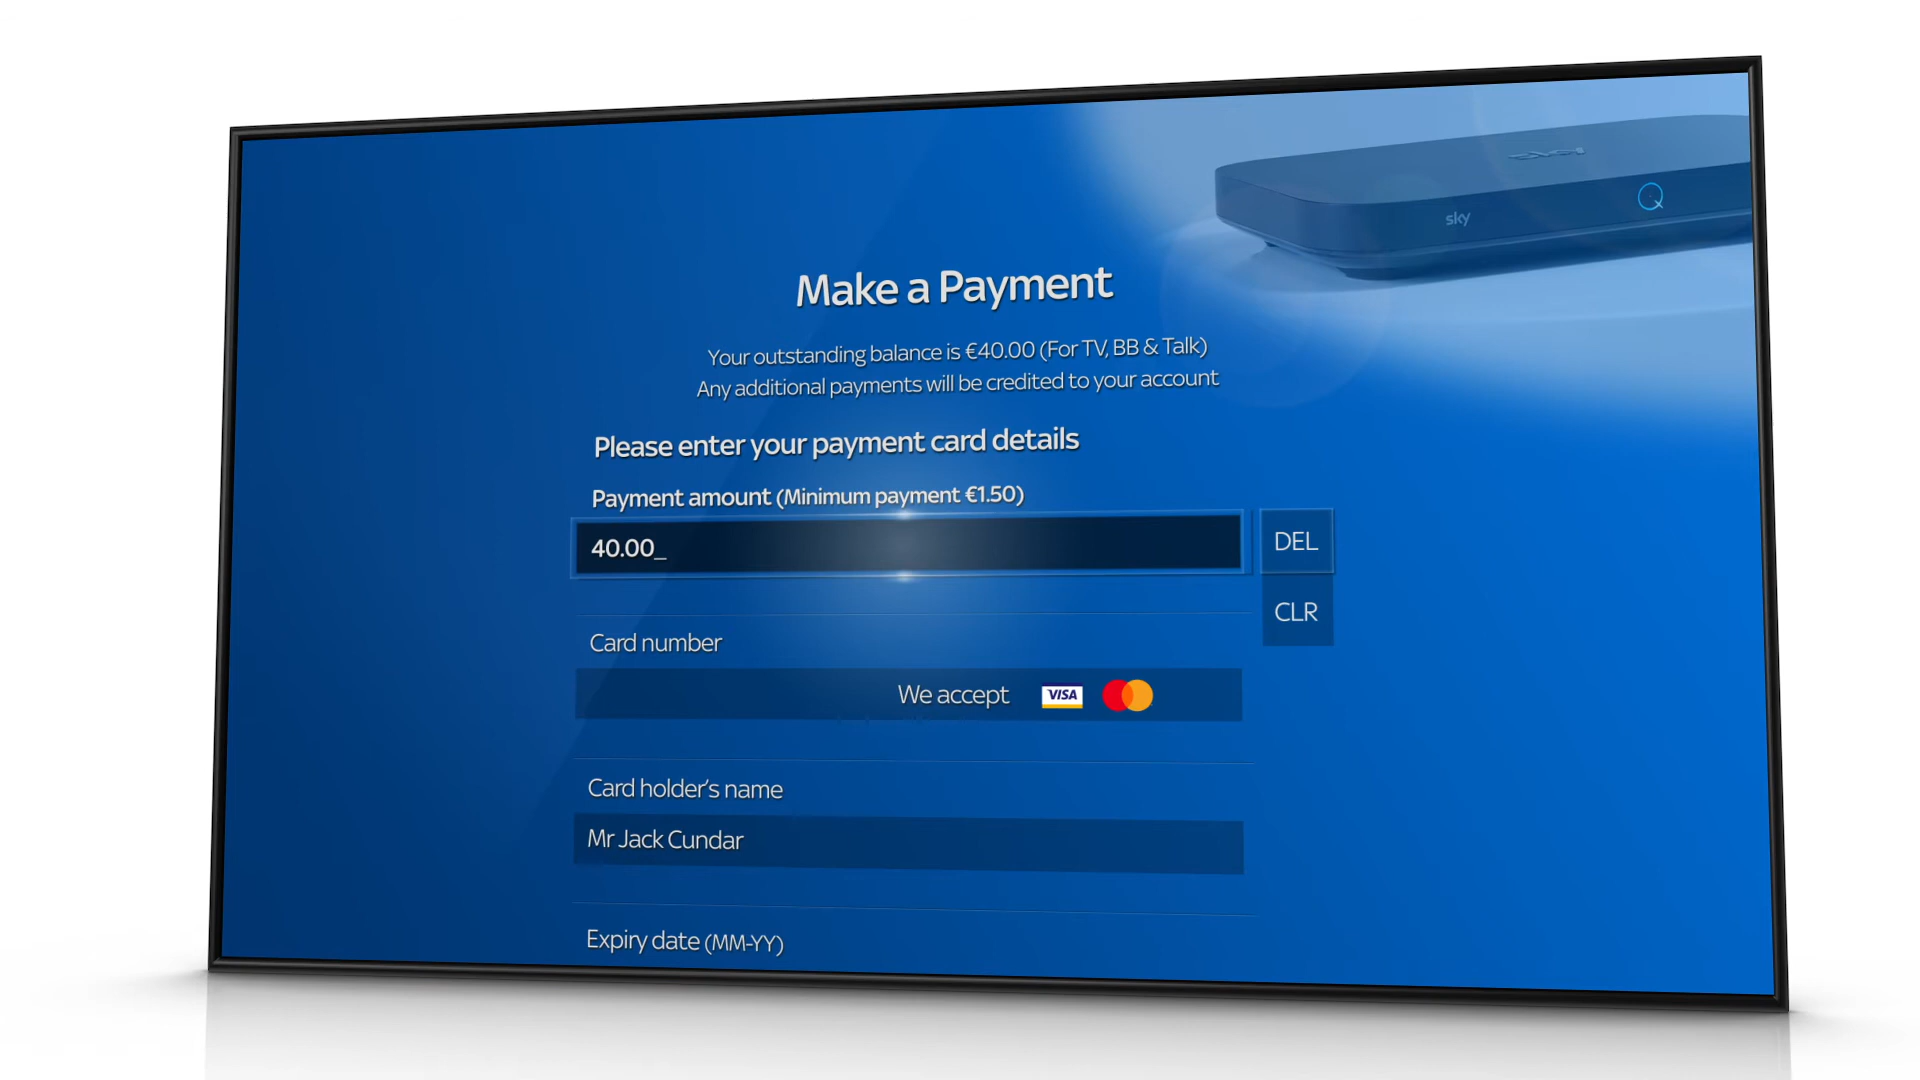 sky
Make a Payment
Your outstanding balance is €40.00 (For TV, BB & Talk)
Any additional payments will be credited to your account
Please enter your payment card details
Payment amount (Minimum payment €1.50)
40.00_
DEL
CLR
Card number
We accept VISA
Card holder's name
Mr Jack Cundar
Expiry date (MM-YY)